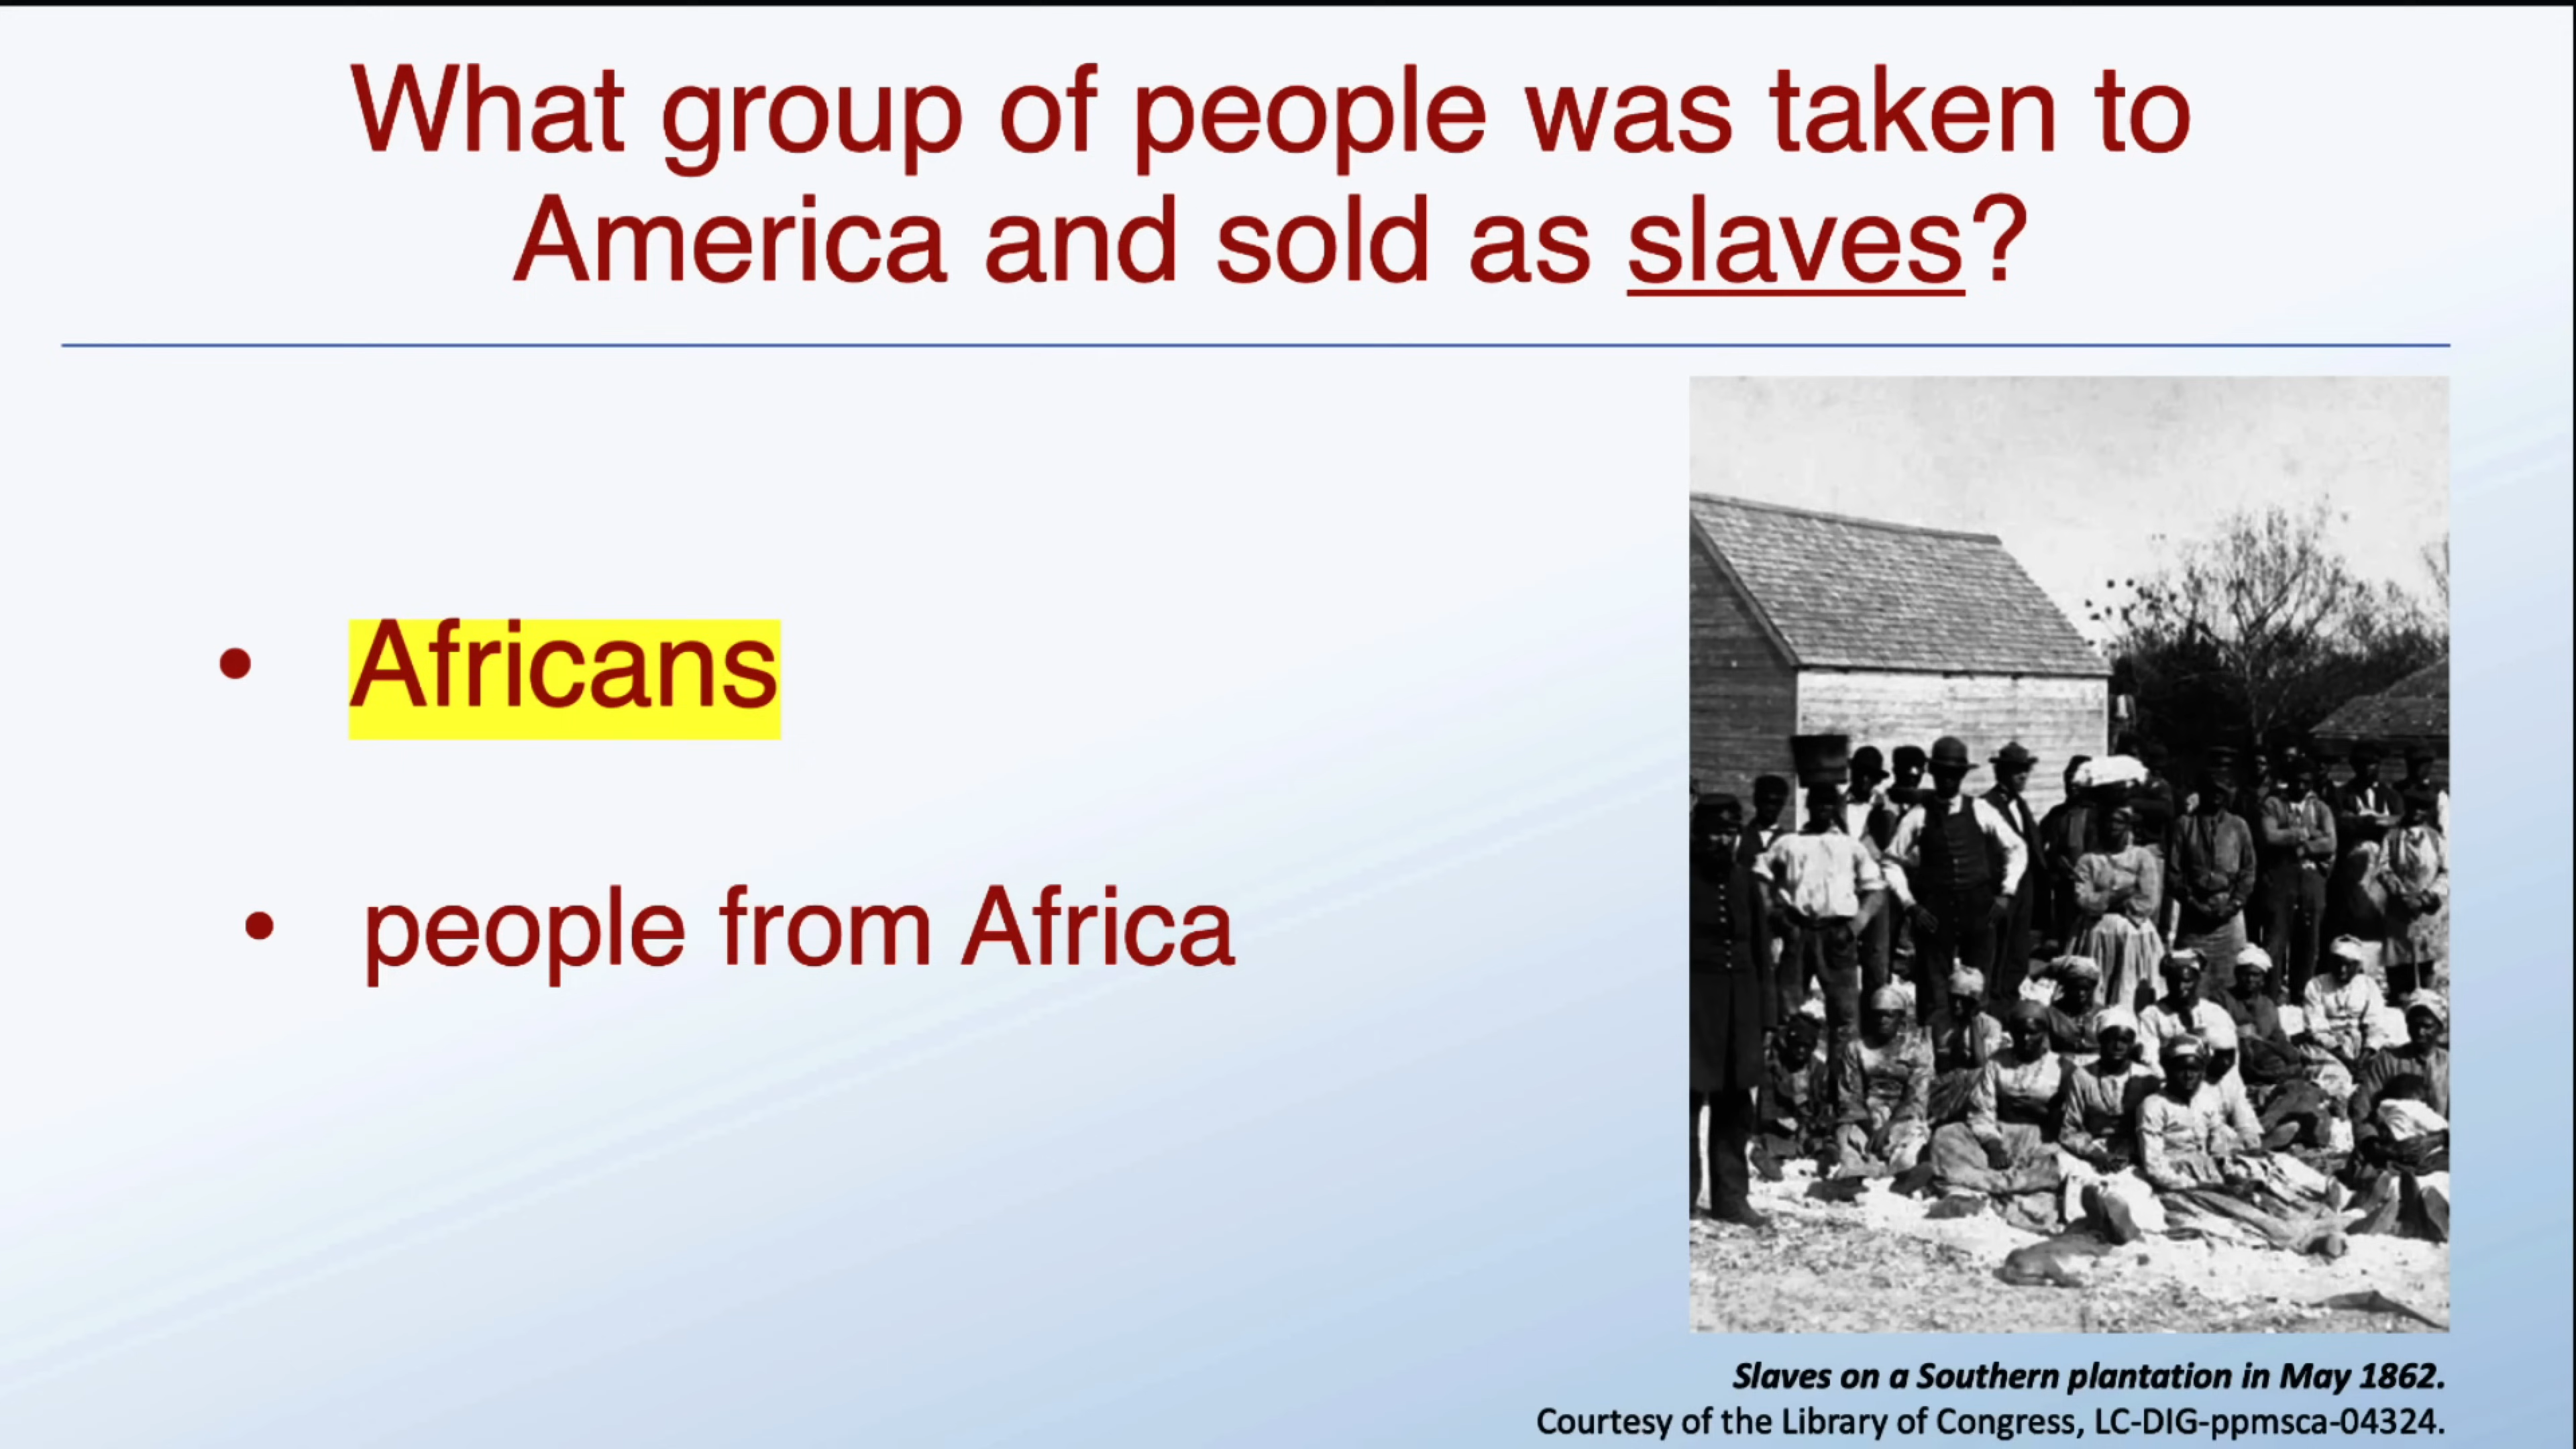 What group of people was taken to
America and sold as slaves?
• Africans
• people from Africa
Slaves on a Southern plantation in May 1862.
Courtesy of the Library of Congress, LC-DIG-ppmsca-04324.